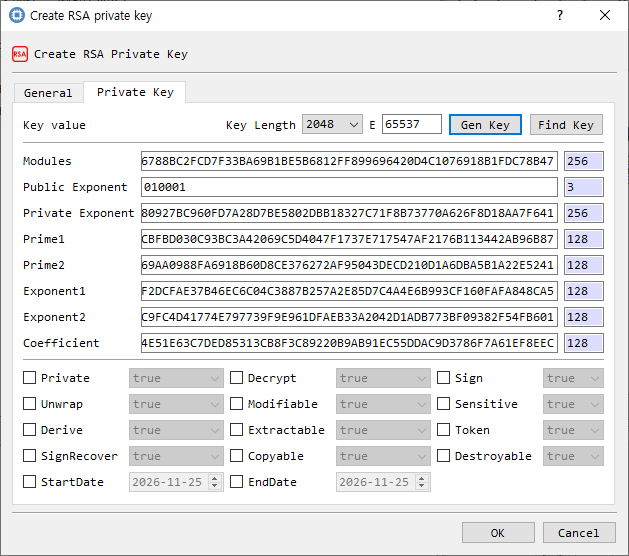 Create RSA private key
RSA Create RSA Private Key
General Private Key
Key value Key Length 2048 E 65537 Gen Key Find Key
Modules 6788BC2FCD7F33BA69B1BE5B6812FF899696420D4C1076918B1FDC78B47 256
Public Exponent 010001 3
Private Exponent 80927BC960FD7A28D7BE5802DBB18327C71F8B73770A626F8D18AA7F641 256
Prime1 CBFBD030C93BC3A42069C5D4047F1737E717547AF2176B113442AB96B87 128
Prime2 69AA0988FA6918B60D8CE376272AF95043DECD210D1A6DBA5B1A22E5241 128
Exponent1 F2DCFAE37B46EC6C04C3887B257A2E85D7C4A4E6B993CF160FAFA848CA5 128
Exponent2 C9FC4D41774E797739F9E961DFAEB33A2042D1ADB773BF09382F54FB601 128
Coefficient 4E51E63C7DED85313CB8F3C89220B9AB91EC55DDAC9D3786F7A61EF8EEC 128
Private true Decrypt true Sign true
Unwrap true Modifiable true Sensitive true
Derive true Extractable true Token true
SignRecover true Copyable true Destroyable true
StartDate 2026-11-25 EndDate 2026-11-25
OK Cancel